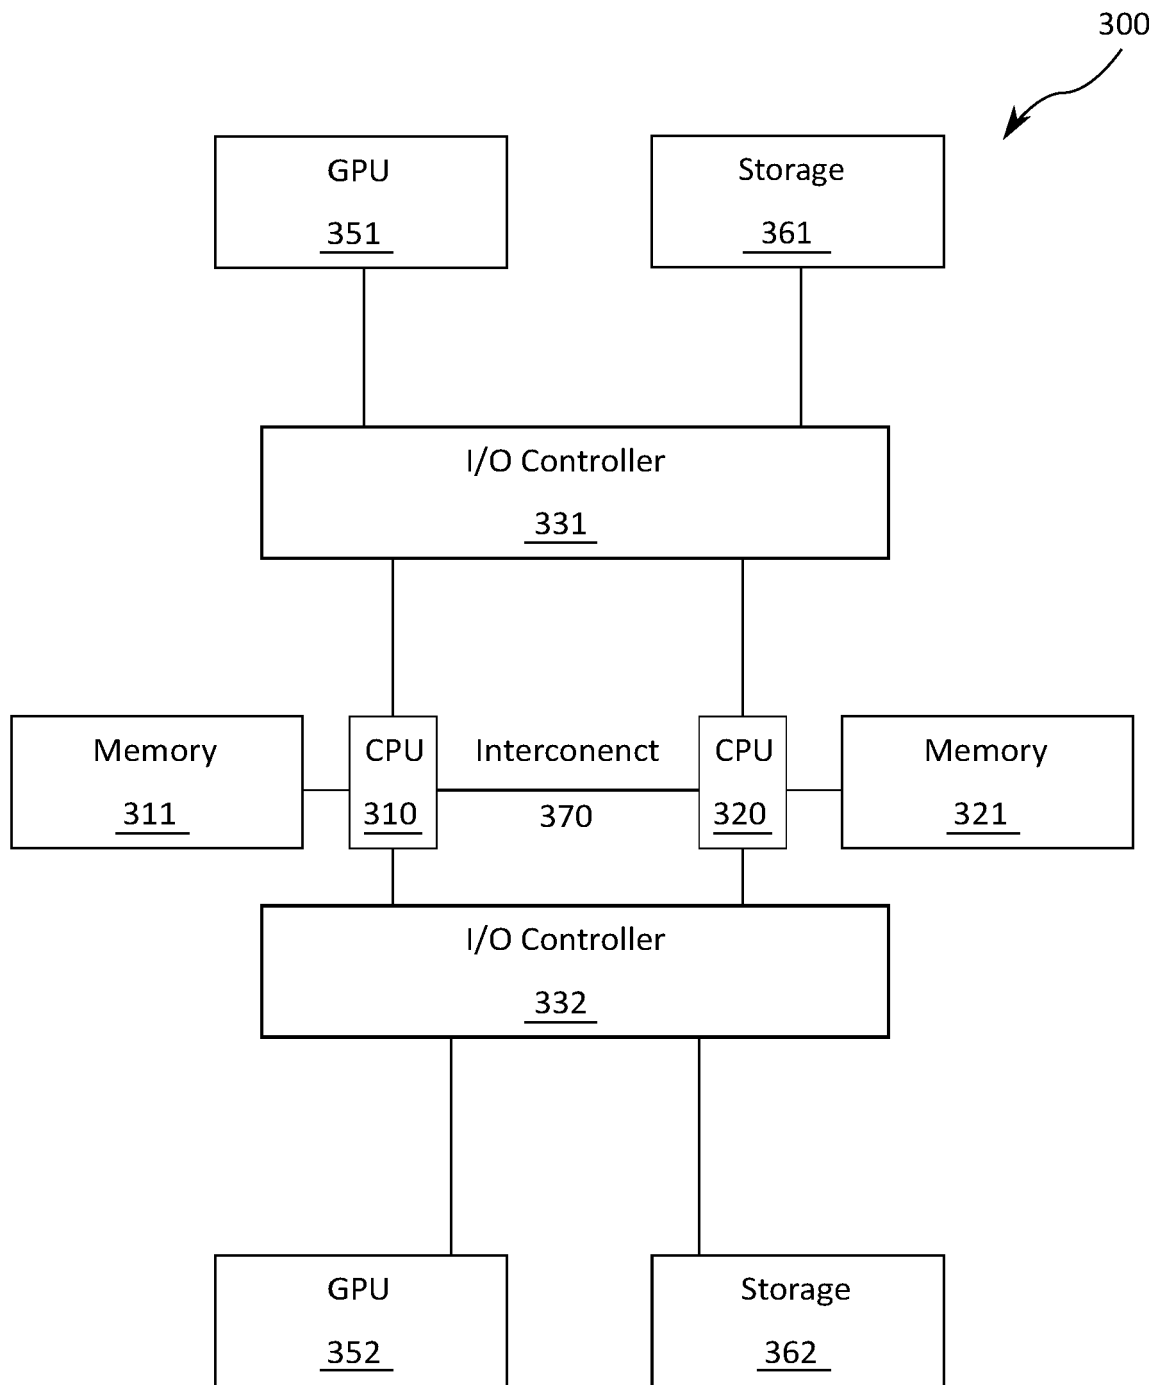 300
GPU
351
Storage
361
I/O Controller
331
Memory
311
CPU
310
Interconenct
370
CPU
320
Memory
321
I/O Controller
332
GPU
352
Storage
362